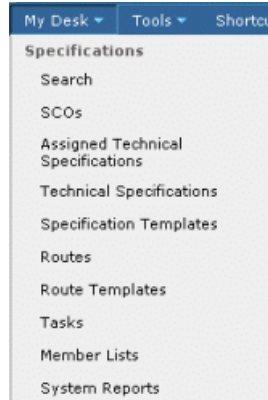 My Desk Tools Shortcu
Specifications
Search
SCOs
Assigned Technical
Specifications
Technical Specifications
Specification Templates
Routes
Route Templates
Tasks
Member Lists
System Reports